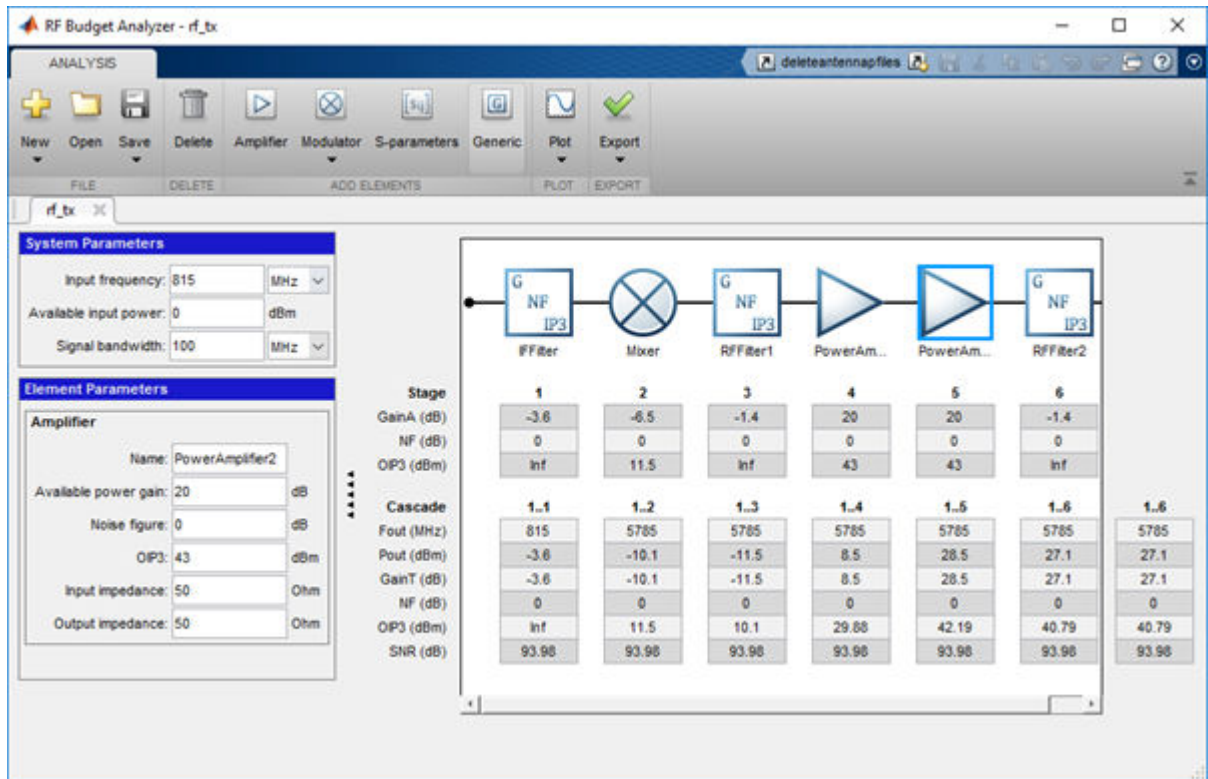 RF Budget Analyzer - rf_tx
ANALYSIS
deleteantennapfiles
New Open Save Delete Amplifier Modulator S-parameters Generic Plot Export
FILE DELETE ADD ELEMENTS PLOT EXPORT
rf_tx
System Parameters
Input frequency: 815 MHz
Available input power: 0 dBm
Signal bandwidth: 100 MHz
Element Parameters
Amplifier
Name: PowerAmplifier2
Available power gain: 20 dB
Noise figure: 0 dB
OIP3: 43 dBm
Input impedance: 50 Ohm
Output impedance: 50 Ohm
G NF IP3 G NF IP3 G NF IP3
IFFilter Mixer RFFilter1 PowerAm... PowerAm... RFFilter2
Stage 1 2 3 4 5 6
GainA (dB) -3.6 -6.5 -1.4 20 20 -1.4
NF (dB) 0 0 0 0 0 0
OIP3 (dBm) Inf 11.5 Inf 43 43 Inf
Cascade 1..1 1..2 1..3 1..4 1..5 1..6 1..6
Fout (MHz) 815 5785 5785 5785 5785 5785 5785
Pout (dBm) -3.6 -10.1 -11.5 8.5 28.5 27.1 27.1
GainT (dB) -3.6 -10.1 -11.5 8.5 28.5 27.1 27.1
NF (dB) 0 0 0 0 0 0 0
OIP3 (dBm) Inf 11.5 10.1 29.88 42.19 40.79 40.79
SNR (dB) 93.98 93.98 93.98 93.98 93.98 93.98 93.98